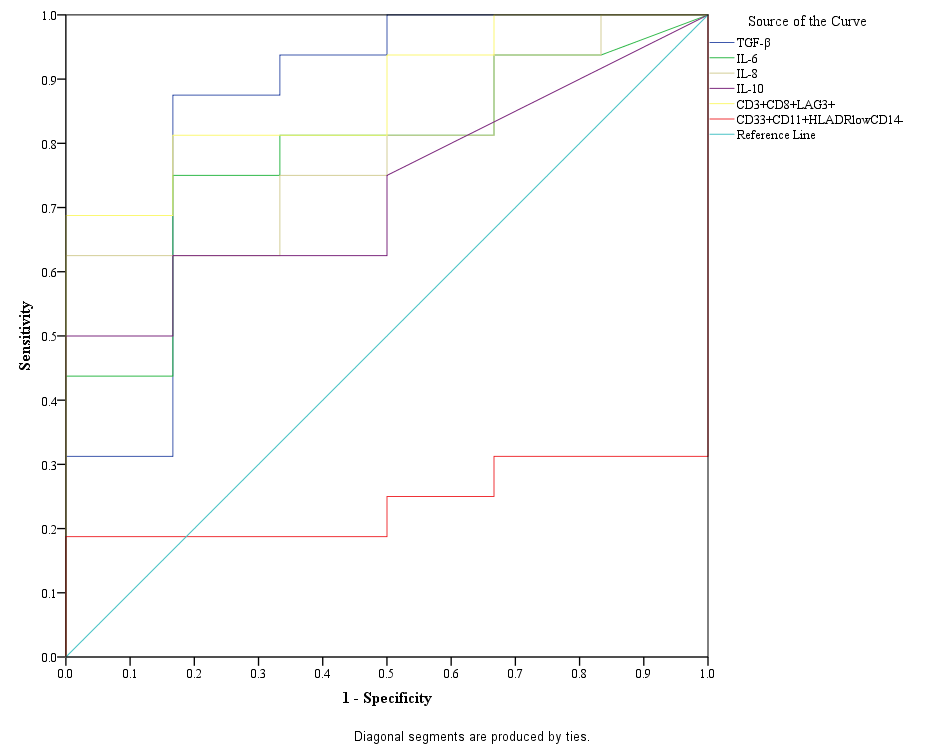 Source of the Curve
TGF-β
IL-6
IL-8
IL-10
CD3+CD8+LAG3+
CD33+CD11+HLADRlowCD14-
Reference Line
1.0
0.9
0.8
0.7
0.6
0.5
0.4
0.3
0.2
0.1
0.0
Sensitivity
0.0 0.1 0.2 0.3 0.4 0.5 0.6 0.7 0.8 0.9 1.0
1 - Specificity
Diagonal segments are produced by ties.